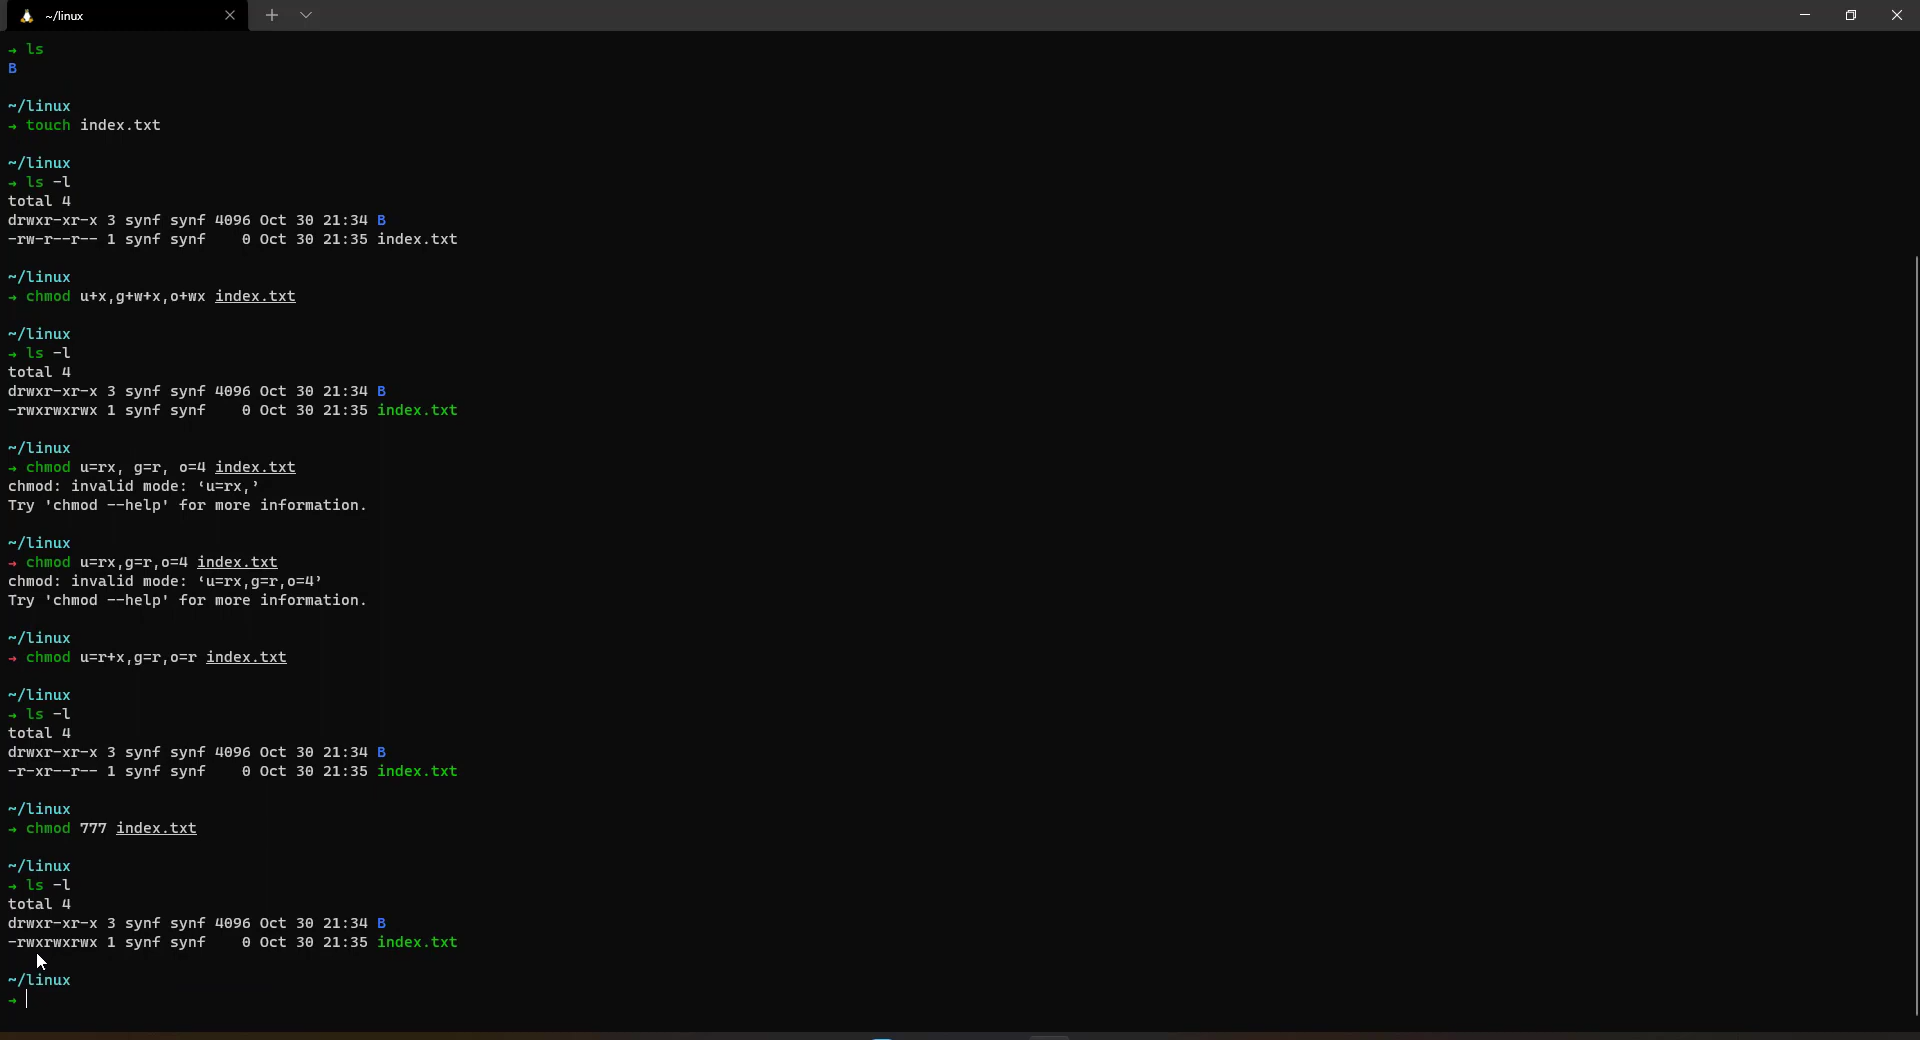 ~/linux
→ ls
B
~/linux
→ touch index.txt
~/linux
→ ls -l
total 4
drwxr-xr-x 3 synf synf 4096 Oct 30 21:34 B
-rw-r--r-- 1 synf synf    0 Oct 30 21:35 index.txt
~/linux
→ chmod u+x,g+w+x,o+wx index.txt
~/linux
→ ls -l
total 4
drwxr-xr-x 3 synf synf 4096 Oct 30 21:34 B
-rwxrwxrwx 1 synf synf    0 Oct 30 21:35 index.txt
~/linux
→ chmod u=rx, g=r, o=4 index.txt
chmod: invalid mode: ‘u=rx,’
Try 'chmod --help' for more information.
~/linux
→ chmod u=rx,g=r,o=4 index.txt
chmod: invalid mode: ‘u=rx,g=r,o=4’
Try 'chmod --help' for more information.
~/linux
→ chmod u=r+x,g=r,o=r index.txt
~/linux
→ ls -l
total 4
drwxr-xr-x 3 synf synf 4096 Oct 30 21:34 B
-r-xr--r-- 1 synf synf    0 Oct 30 21:35 index.txt
~/linux
→ chmod 777 index.txt
~/linux
→ ls -l
total 4
drwxr-xr-x 3 synf synf 4096 Oct 30 21:34 B
-rwxrwxrwx 1 synf synf    0 Oct 30 21:35 index.txt
~/linux
→